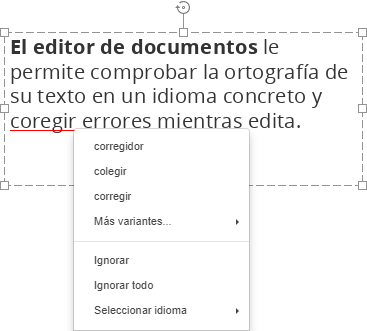 El editor de documentos le
permite comprobar la ortografía de
su texto en un idioma concreto y
coregir errores mientras edita.
corregidor
colegir
corregir
Más variantes...
Ignorar
Ignorar todo
Seleccionar idioma